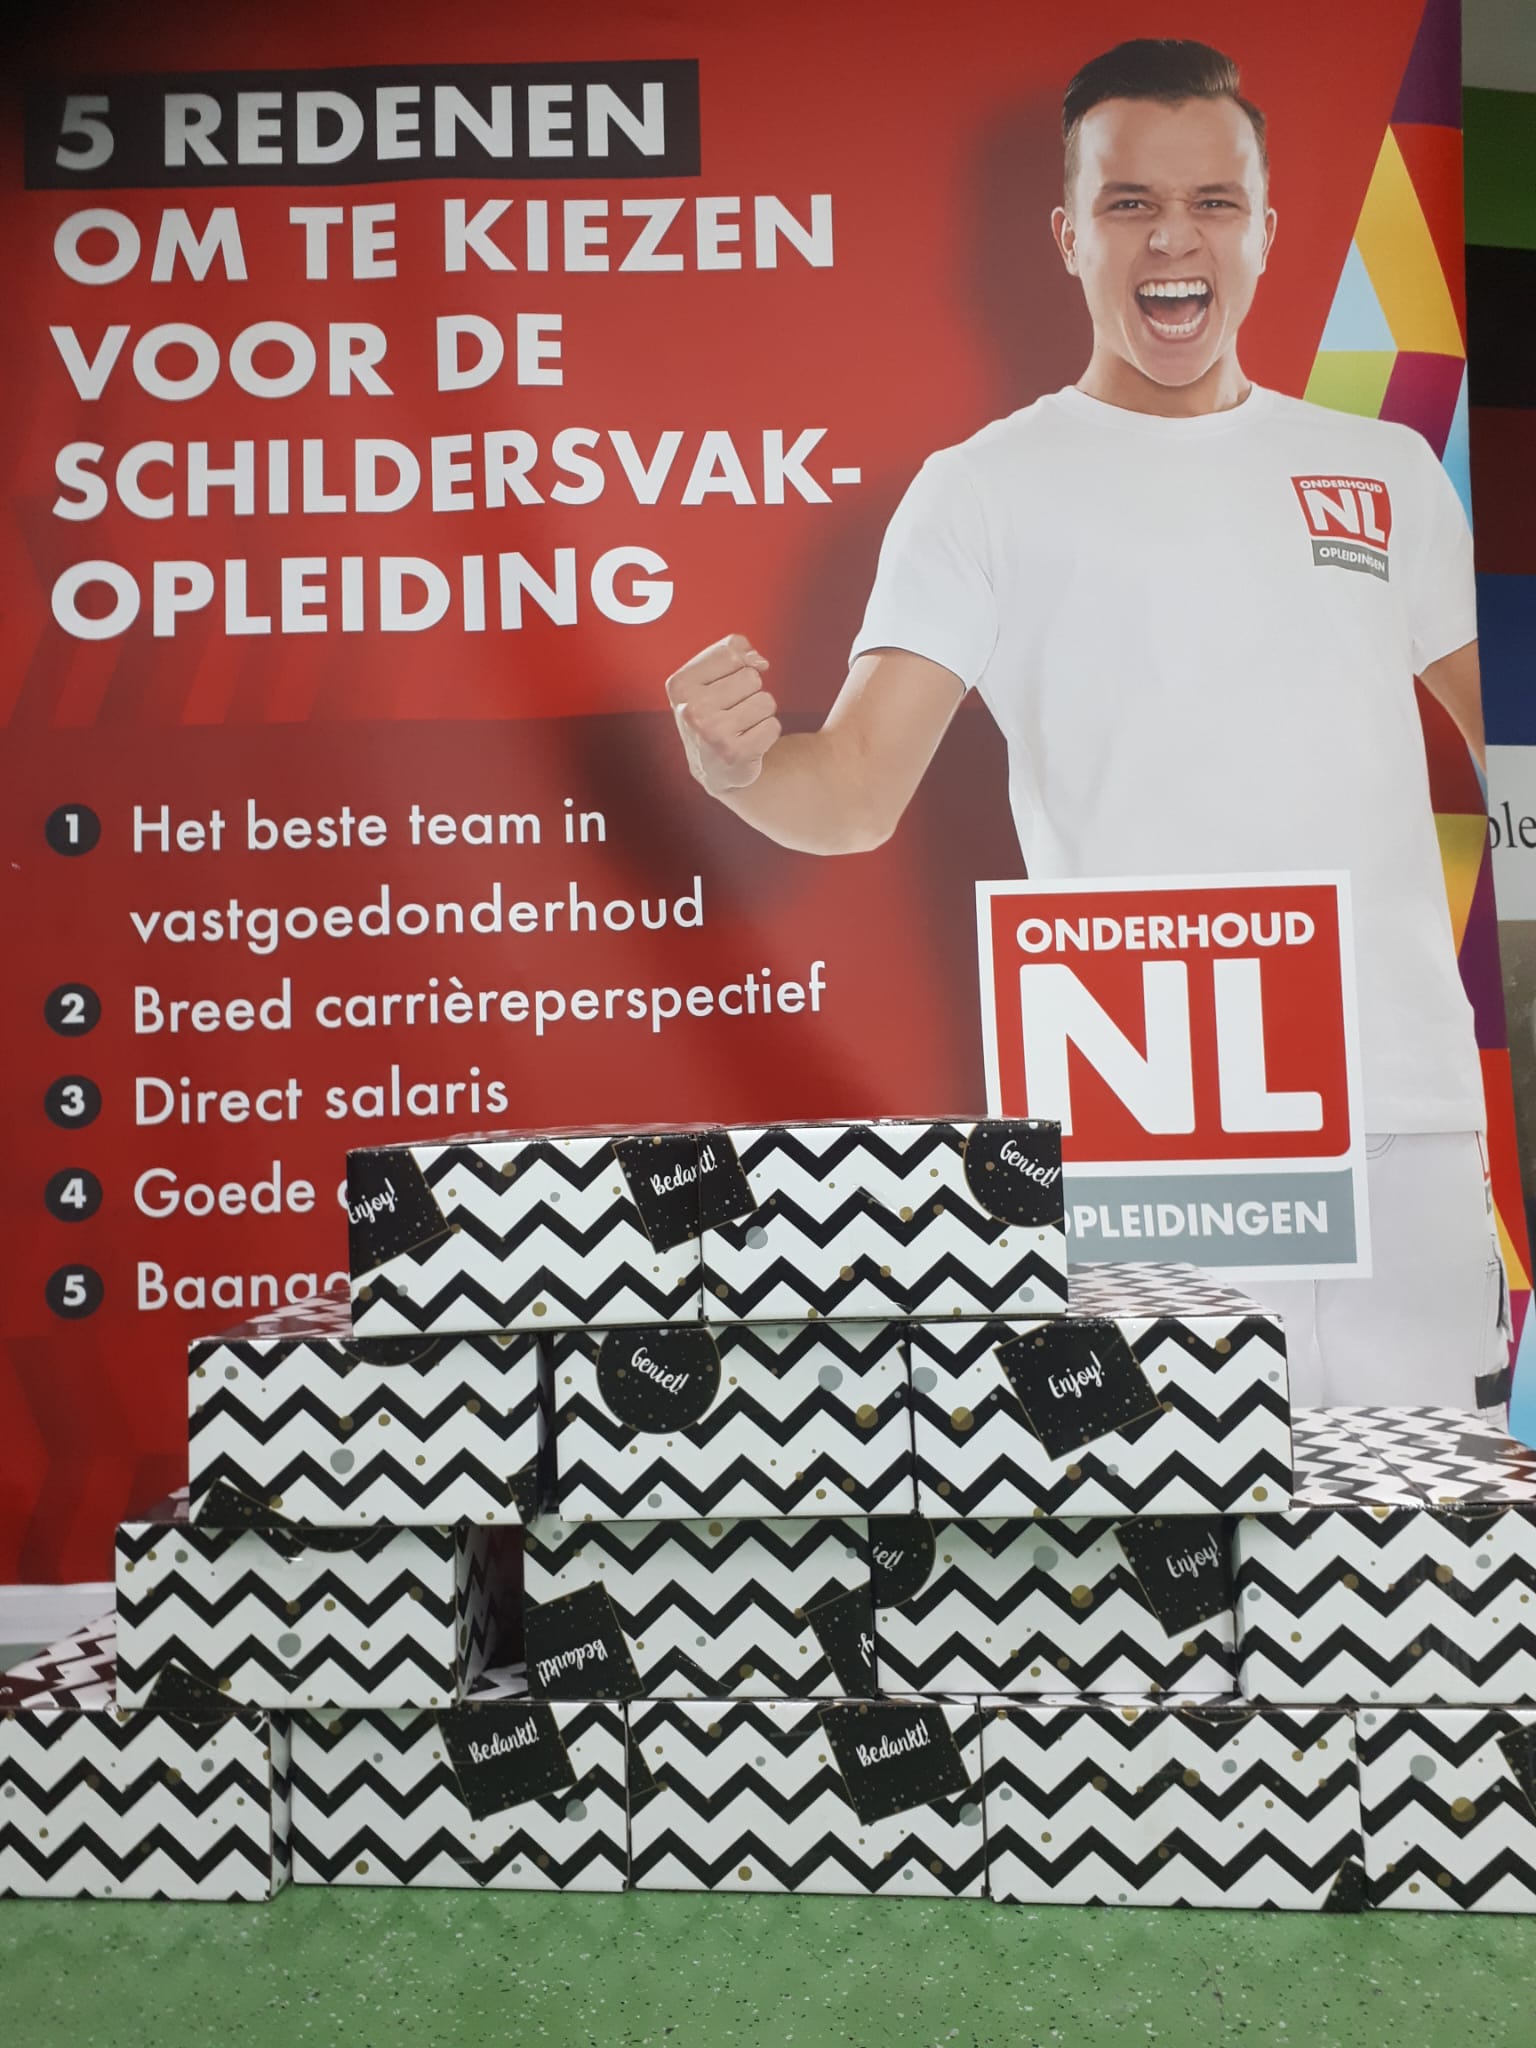 5 REDENEN
OM TE KIEZEN
VOOR DE
SCHILDERSVAK-
OPLEIDING
ONDERHOUD
NL
OPLEIDINGEN
1 Het beste team in
vastgoedonderhoud
2 Breed carrièreperspectief
3 Direct salaris
4 Goede
5
ONDERHOUD
NL
OPLEIDINGEN
Enjoy!
Bedankt!
Geniet!
Geniet!
Enjoy!
Enjoy!
Bedankt!
Bedankt!
Bedankt!